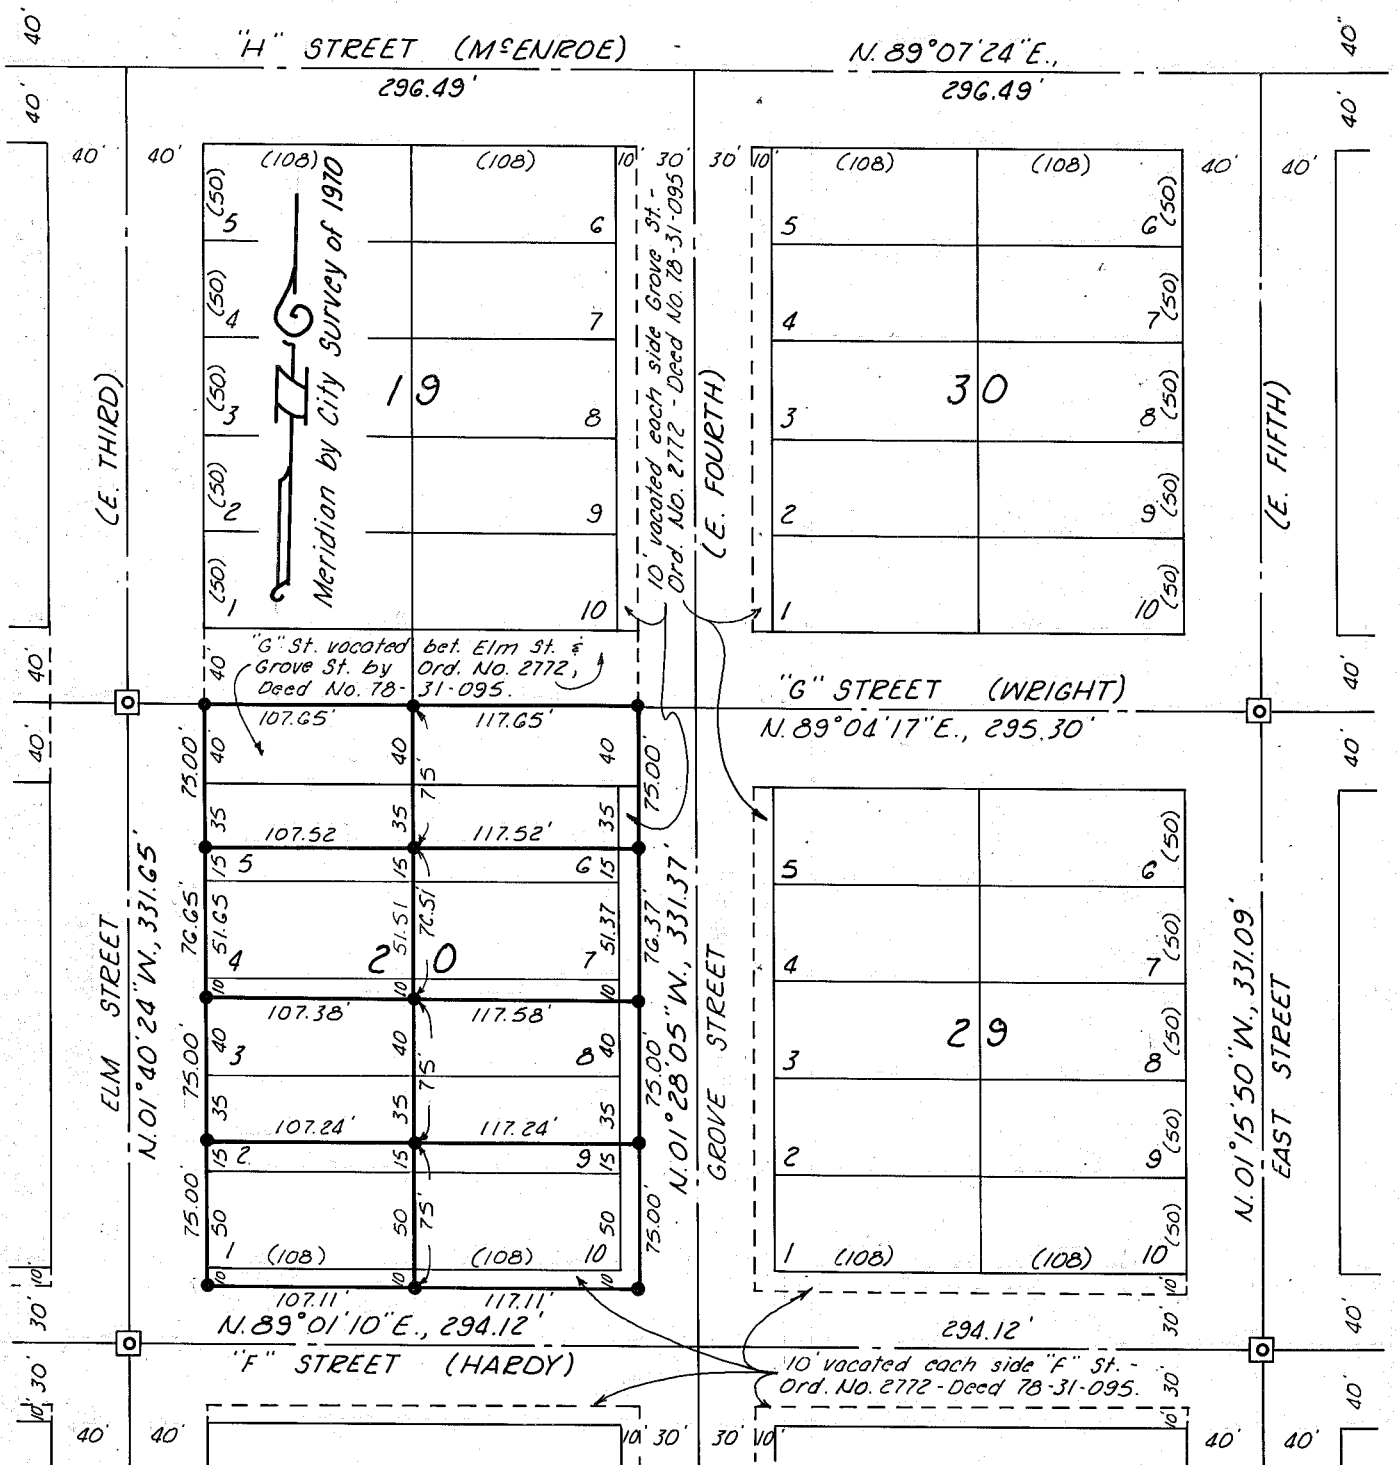 40'
"H" STREET (McENROE)
N. 89°07'24"E.,
40"
40'
296.49'
296.49'
40'
40' 40' (108) (108) 10' 30' 30' 10' (108) (108) 40' 40'
(50) 5 6 5 6 (50)
(50) 4 7 4 7 (50)
(50) 3 8 3 8 (50)
(50) 2 9 2 9 (50)
(50) 1 10 1 10 (50)
19
30
Meridian by City Survey of 1970
10' vacated each side Grove St. -
Ord. No. 2772 - Deed No. 78-31-095
(E. THIRD)
(E. FOURTH)
(E. FIFTH)
"G" St. vacated bet. Elm St. &
Grove St. by Ord. No. 2772,
Deed No. 78-31-095.
40' 40' 40'
"G" STREET (WRIGHT)
N. 89°04'17"E., 295.30'
40' 40'
107.65' 117.65'
75.00' 40' 40 75' 40 75.00'
35 35 35
107.52 117.52'
15 5 15 6 15
76.65' 51.65 51.51 76.51' 51.37 76.37'
4 20 7
10 10 10
107.38' 117.58'
75.00' 40 3 40 75' 8 40 75.00'
35 35 35
107.24' 117.24'
15 2 15 9 15
75.00' 50 50 75' 50 75.00'
1 (108) (108) 10
10 10 10
107.11' 117.11'
ELM STREET
N. 01°40'24"W., 331.65'
N. 01°28'05"W., 331.37'
GROVE STREET
5 6 (50)
4 7 (50)
29
3 8 (50)
2 9 (50)
1 (108) (108) 10 (50)
N. 01°15'50"W., 331.09'
EAST STREET
10' 10'
30' 30' 40'
N. 89°01'10"E., 294.12'
294.12'
"F" STREET (HARDY)
10' vacated each side "F" St. -
Ord. No. 2772 - Deed 78-31-095.
30' 30' 40'
10' 10'
40' 40' 10' 30' 30' 10' 40' 40'